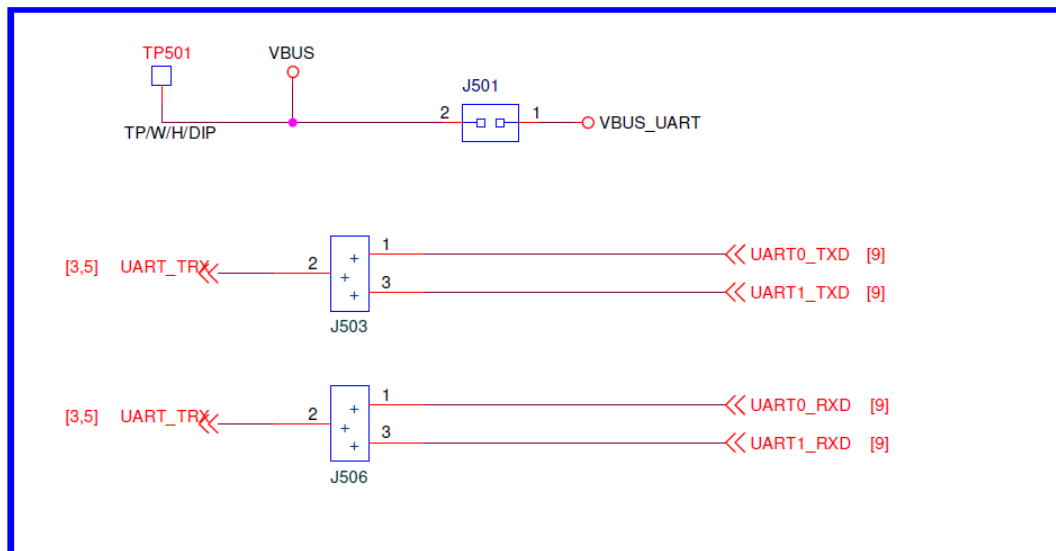 TP501
VBUS
J501
2
1
VBUS_UART
TP/W/H/DIP
[3,5] UART_TRX
2
1
UART0_TXD [9]
3
UART1_TXD [9]
J503
[3,5] UART_TRX
2
1
UART0_RXD [9]
3
UART1_RXD [9]
J506